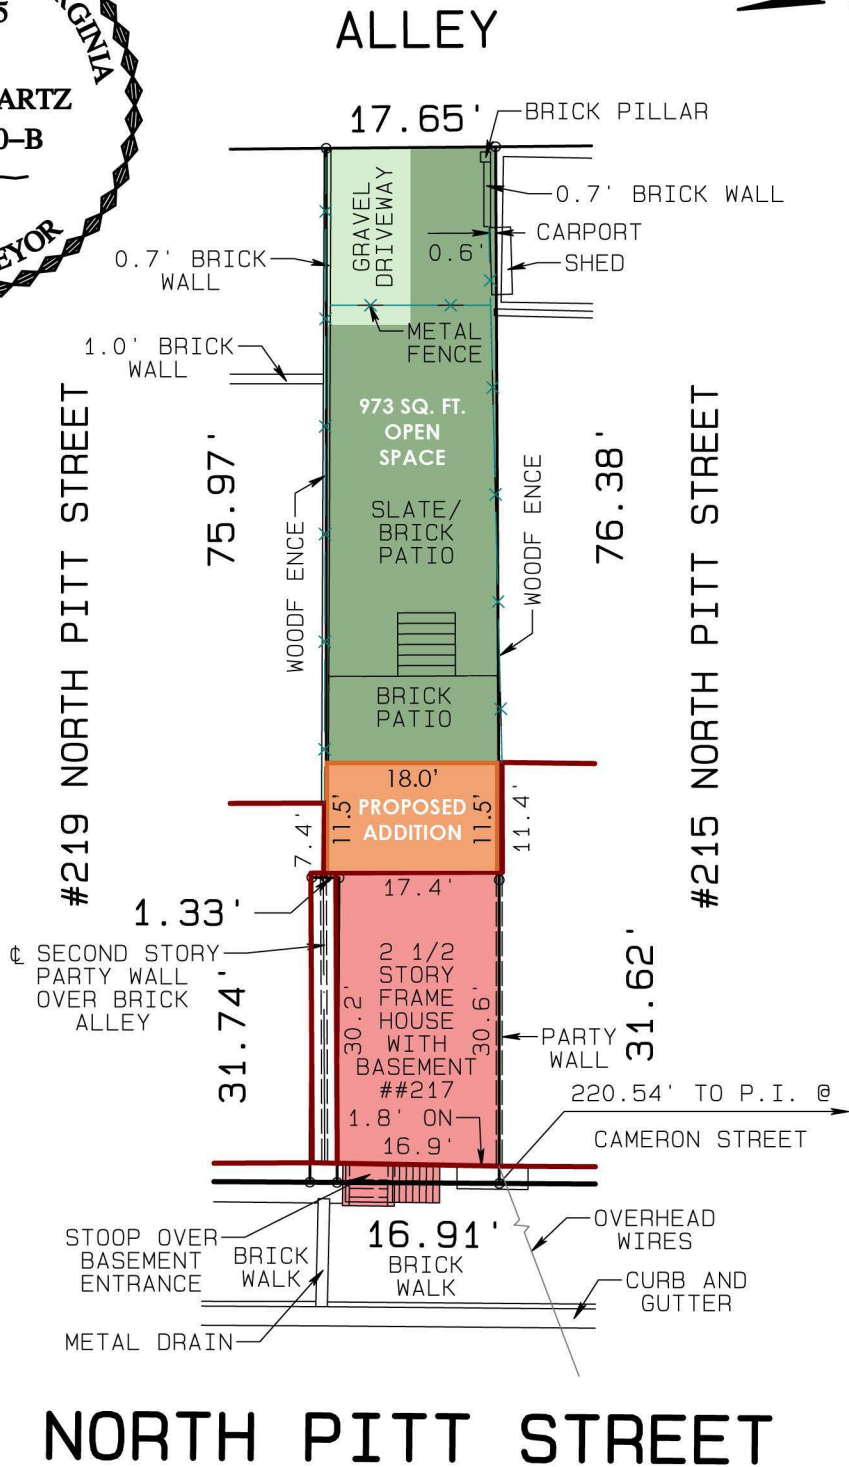 5
RGINIA
ARTZ
0–B
EYOR
ALLEY
17.65'
BRICK PILLAR
0.7' BRICK WALL
CARPORT
SHED
GRAVEL
DRIVEWAY
0.6'
0.7' BRICK
WALL
METAL
FENCE
1.0' BRICK
WALL
973 SQ. FT.
OPEN
SPACE
#219 NORTH PITT STREET
75.97'
WOODF ENCE
SLATE/
BRICK
PATIO
WOODF ENCE
76.38'
#215 NORTH PITT STREET
BRICK
PATIO
18.0'
11.5'
PROPOSED
ADDITION
11.5'
7.4'
11.4'
17.4'
1.33'
℄ SECOND STORY
PARTY WALL
OVER BRICK
ALLEY
31.74'
30.2'
2 1/2
STORY
FRAME
HOUSE
WITH
BASEMENT
##217
30.6'
31.62'
PARTY
WALL
1.8' ON
16.9'
220.54' TO P.I. @
CAMERON STREET
STOOP OVER
BASEMENT
ENTRANCE
BRICK
WALK
16.91'
BRICK
WALK
OVERHEAD
WIRES
CURB AND
GUTTER
METAL DRAIN
NORTH PITT STREET